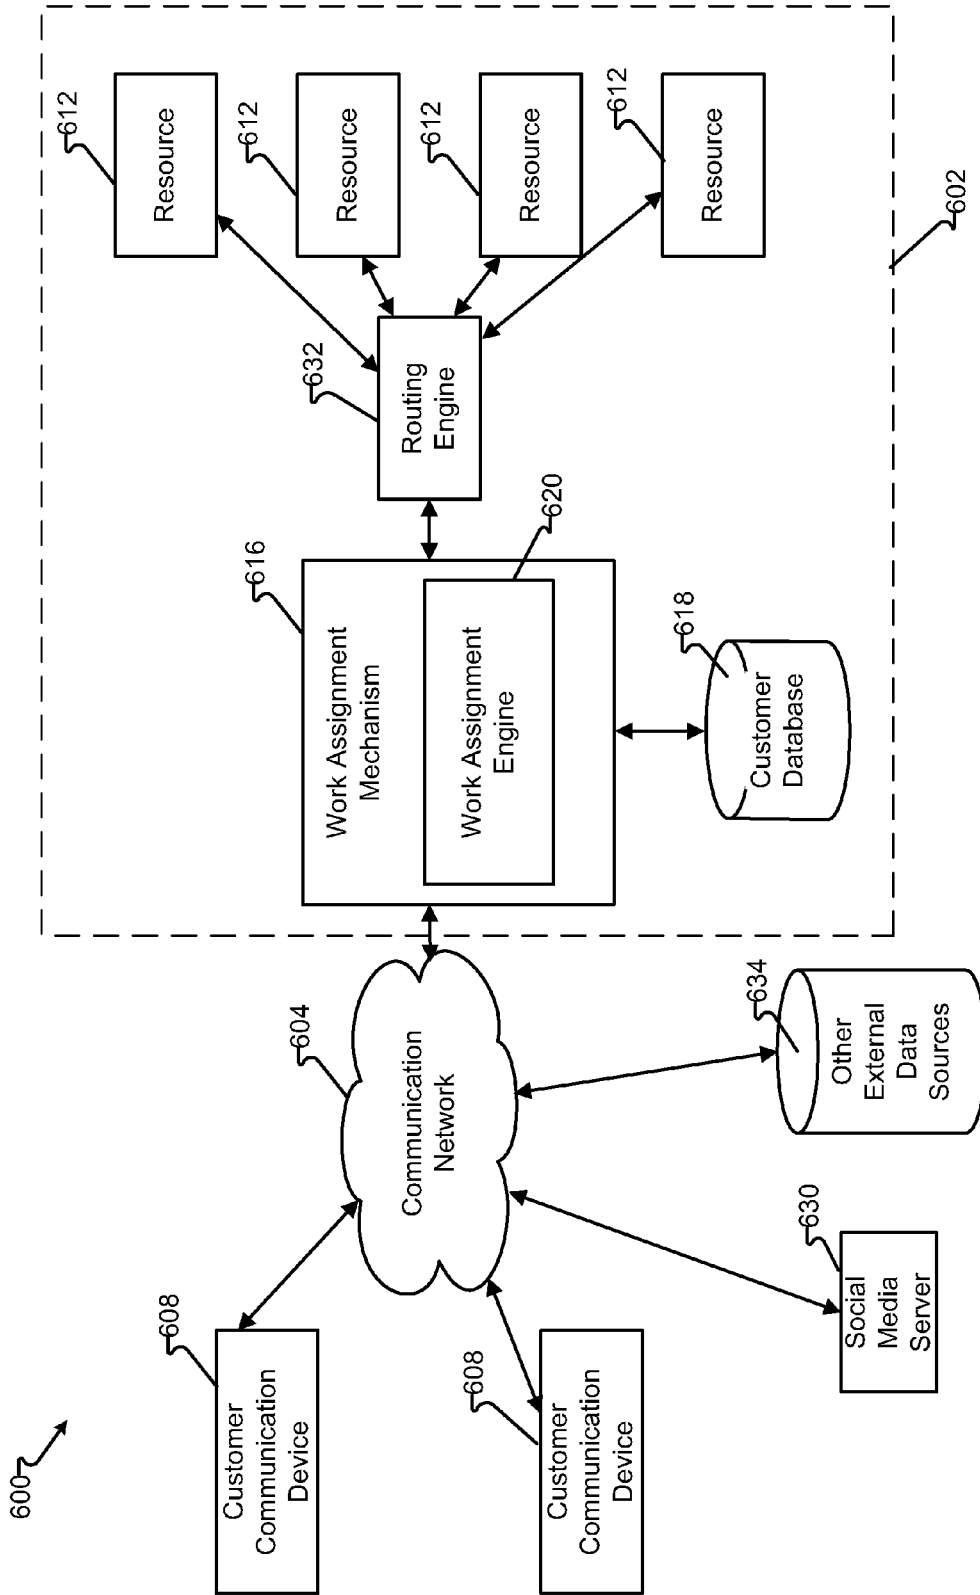 600
608
Customer
Communication
Device
608
Customer
Communication
Device
630
Social
Media
Server
604
Communication
Network
634
Other
External
Data
Sources
616
Work Assignment
Mechanism
620
Work Assignment
Engine
618
Customer
Database
632
Routing
Engine
612
Resource
612
Resource
612
Resource
612
Resource
602